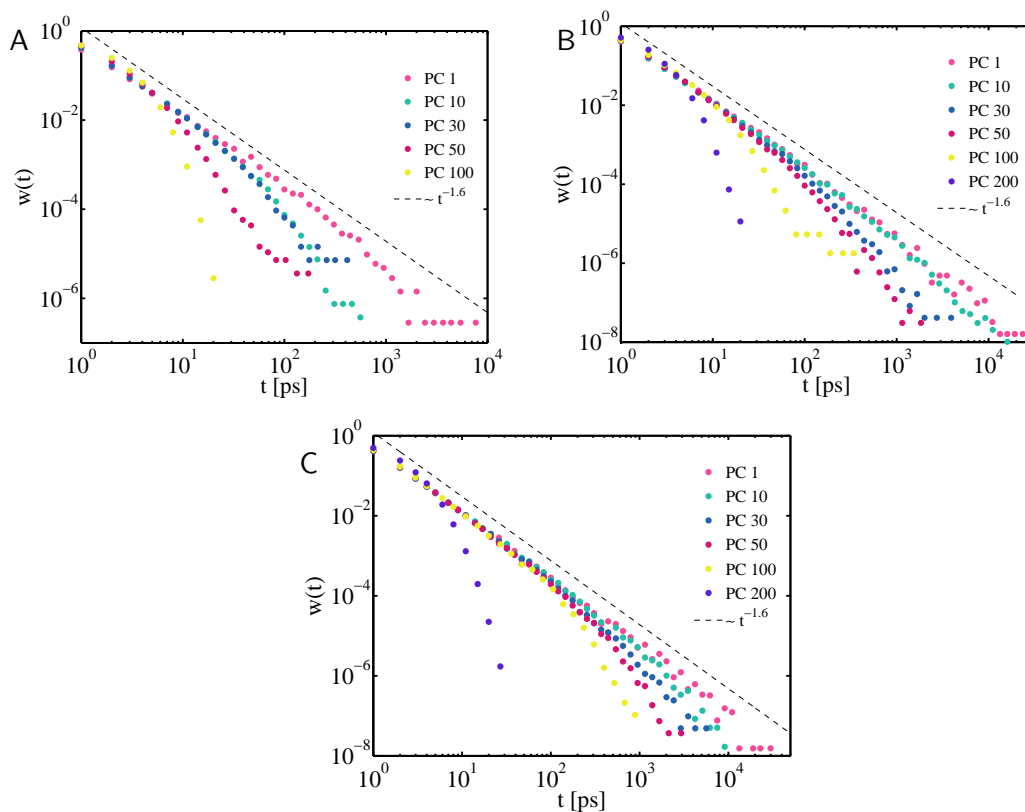 A
10^0
10^-2
10^-4
10^-6
w(t)
10^0
10^1
10^2
10^3
10^4
t [ps]
PC 1
PC 10
PC 30
PC 50
PC 100
~ t^-1.6
B
10^0
10^-2
10^-4
10^-6
10^-8
w(t)
10^0
10^1
10^2
10^3
10^4
t [ps]
PC 1
PC 10
PC 30
PC 50
PC 100
PC 200
~ t^-1.6
C
10^0
10^-2
10^-4
10^-6
10^-8
w(t)
10^0
10^1
10^2
10^3
10^4
t [ps]
PC 1
PC 10
PC 30
PC 50
PC 100
PC 200
~ t^-1.6